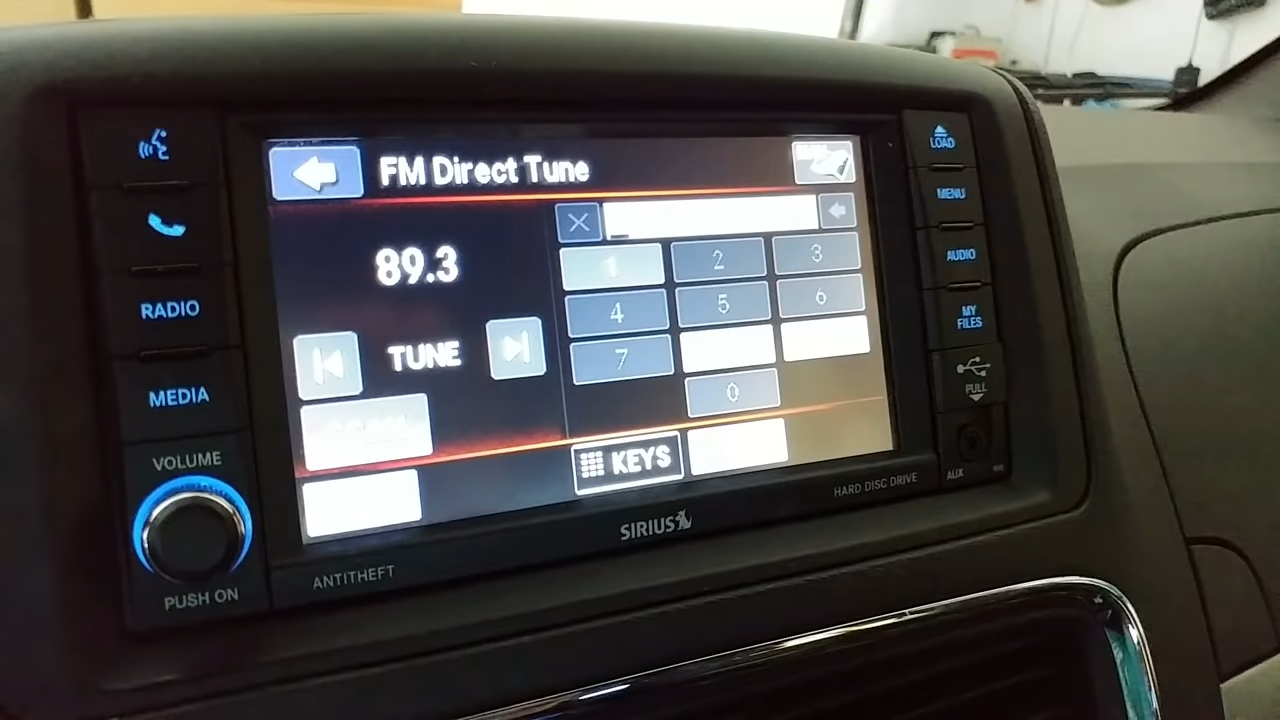 FM Direct Tune
89.3
1 2 3
4 5 6
7
0
TUNE
KEYS
RADIO
MEDIA
VOLUME
PUSH ON
ANTITHEFT
SIRIUS
HARD DISC DRIVE
LOAD
MENU
AUDIO
MY
FILES
PULL
AUX